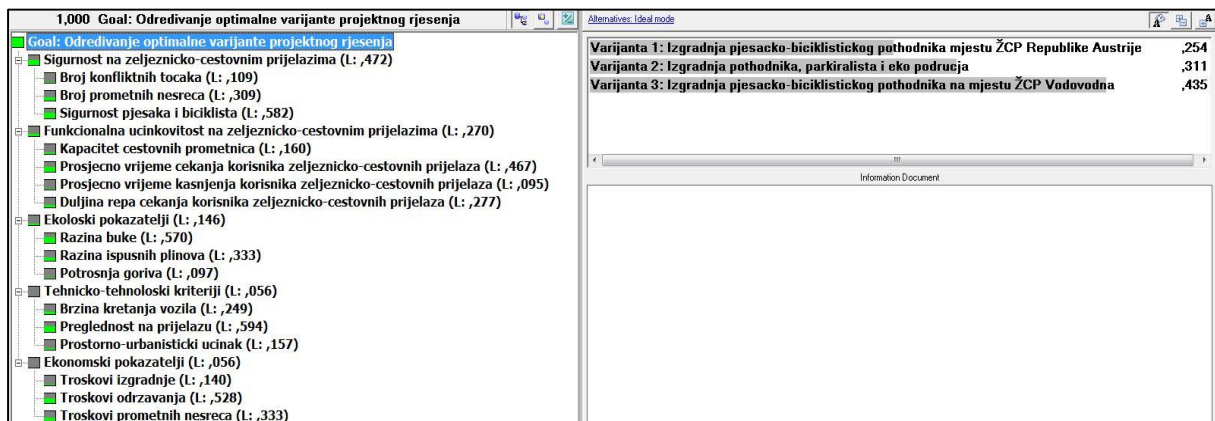 1,000 Goal: Odredivanje optimalne varijante projektnog rjesenja
Goal: Odredivanje optimalne varijante projektnog rjesenja
Sigurnost na zeljeznicko-cestovnim prijelazima (L: ,472)
Broj konfliktnih tocaka (L: ,109)
Broj prometnih nesreca (L: ,309)
Sigurnost pjesaka i biciklista (L: ,582)
Funkcionalna ucinkovitost na zeljeznicko-cestovnim prijelazima (L: ,270)
Kapacitet cestovnih prometnica (L: ,160)
Prosjecno vrijeme cekanja korisnika zeljeznicko-cestovnih prijelaza (L: ,467)
Prosjecno vrijeme kasnjenja korisnika zeljeznicko-cestovnih prijelaza (L: ,095)
Duljina repa cekanja korisnika zeljeznicko-cestovnih prijelaza (L: ,277)
Ekoloski pokazatelji (L: ,146)
Razina buke (L: ,570)
Razina ispusnih plinova (L: ,333)
Potrosnja goriva (L: ,097)
Tehnicko-tehnoloski kriteriji (L: ,056)
Brzina kretanja vozila (L: ,249)
Preglednost na prijelazu (L: ,594)
Prostorno-urbanisticki ucinak (L: ,157)
Ekonomski pokazatelji (L: ,056)
Troskovi izgradnje (L: ,140)
Troskovi odrzavanja (L: ,528)
Troskovi prometnih nesreca (L: ,333)
Alternatives: Ideal mode
Varijanta 1: Izgradnja pjesacko-biciklistickog pothodnika mjestu ŽCP Republike Austrije ,254
Varijanta 2: Izgradnja pothodnika, parkiralista i eko podrucja ,311
Varijanta 3: Izgradnja pjesacko-biciklistickog pothodnika na mjestu ŽCP Vodovodna ,435
Information Document